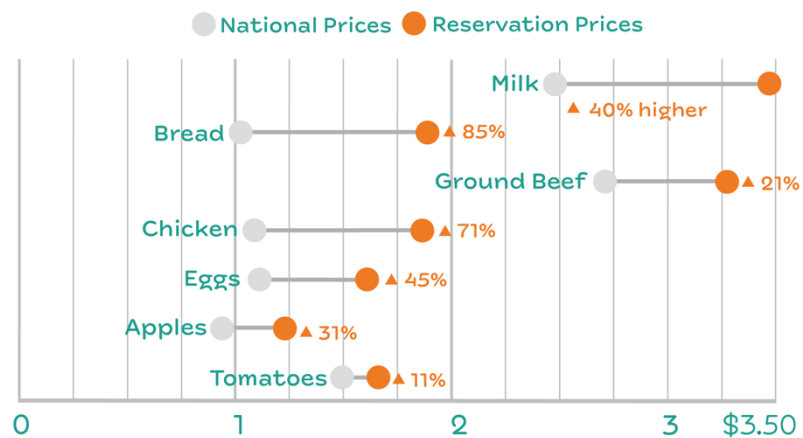 National Prices Reservation Prices
Milk
40% higher
Bread 85%
Ground Beef 21%
Chicken 71%
Eggs 45%
Apples 31%
Tomatoes 11%
0 1 2 3 $3.50